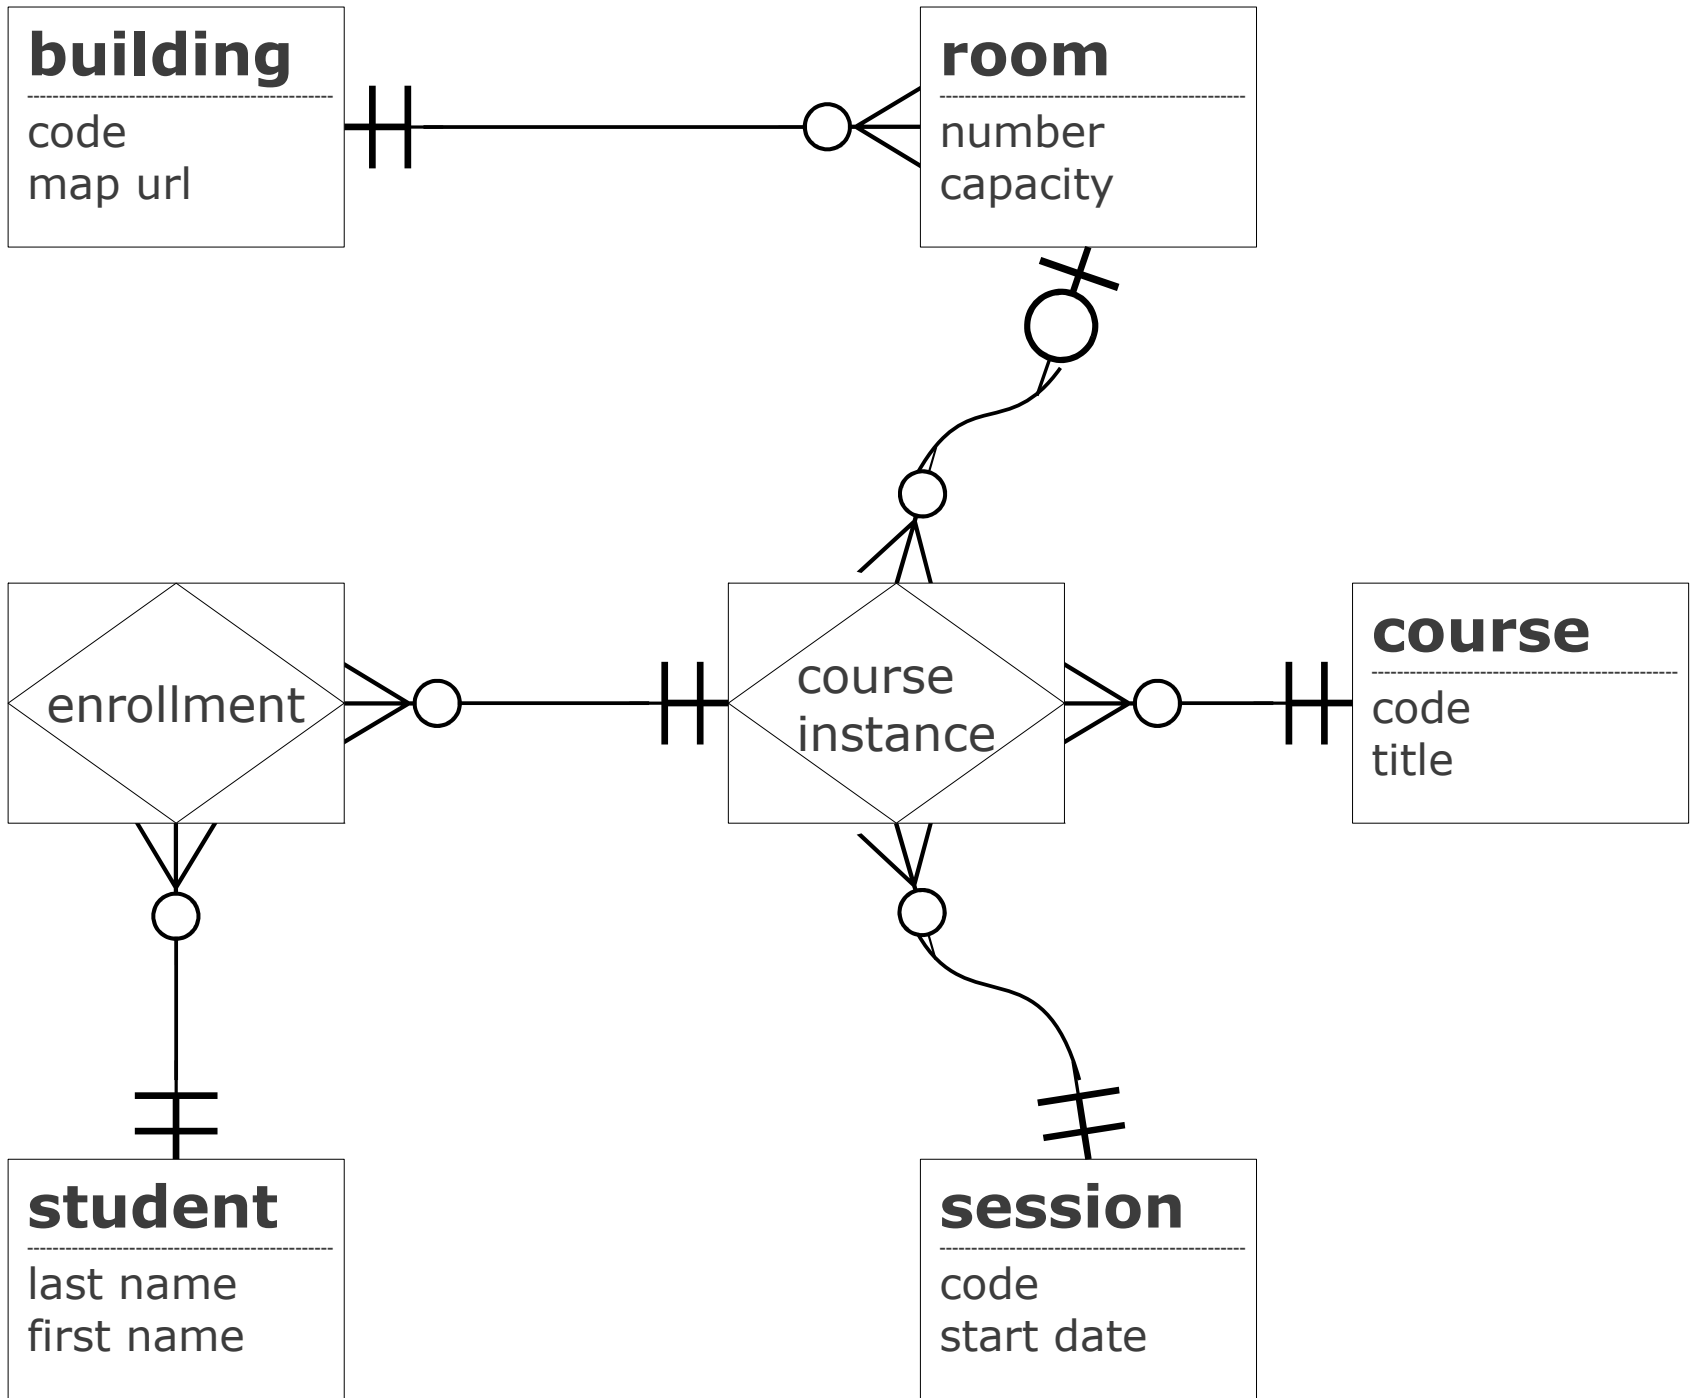 building
code
map url
room
number
capacity
enrollment
course
instance
course
code
title
student
last name
first name
session
code
start date